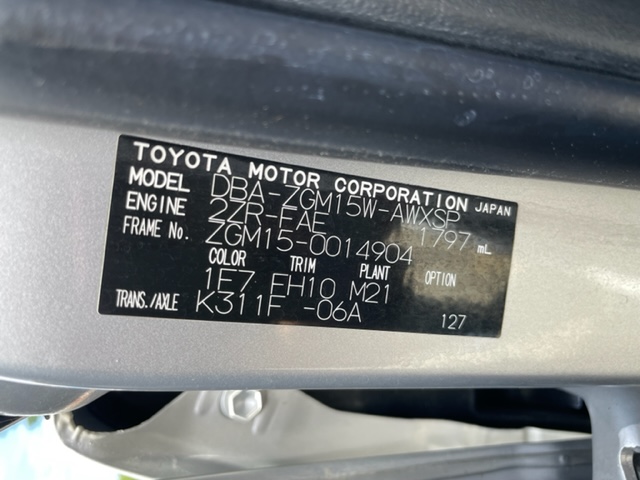 TOYOTA MOTOR CORPORATION JAPAN
MODEL DBA-ZGM15W-AWXSP
ENGINE 2ZR-FAE 1797 mL
FRAME No. ZGM15-0014904
COLOR TRIM PLANT OPTION
1E7 FH10 M21
TRANS./AXLE K311F -06A
127